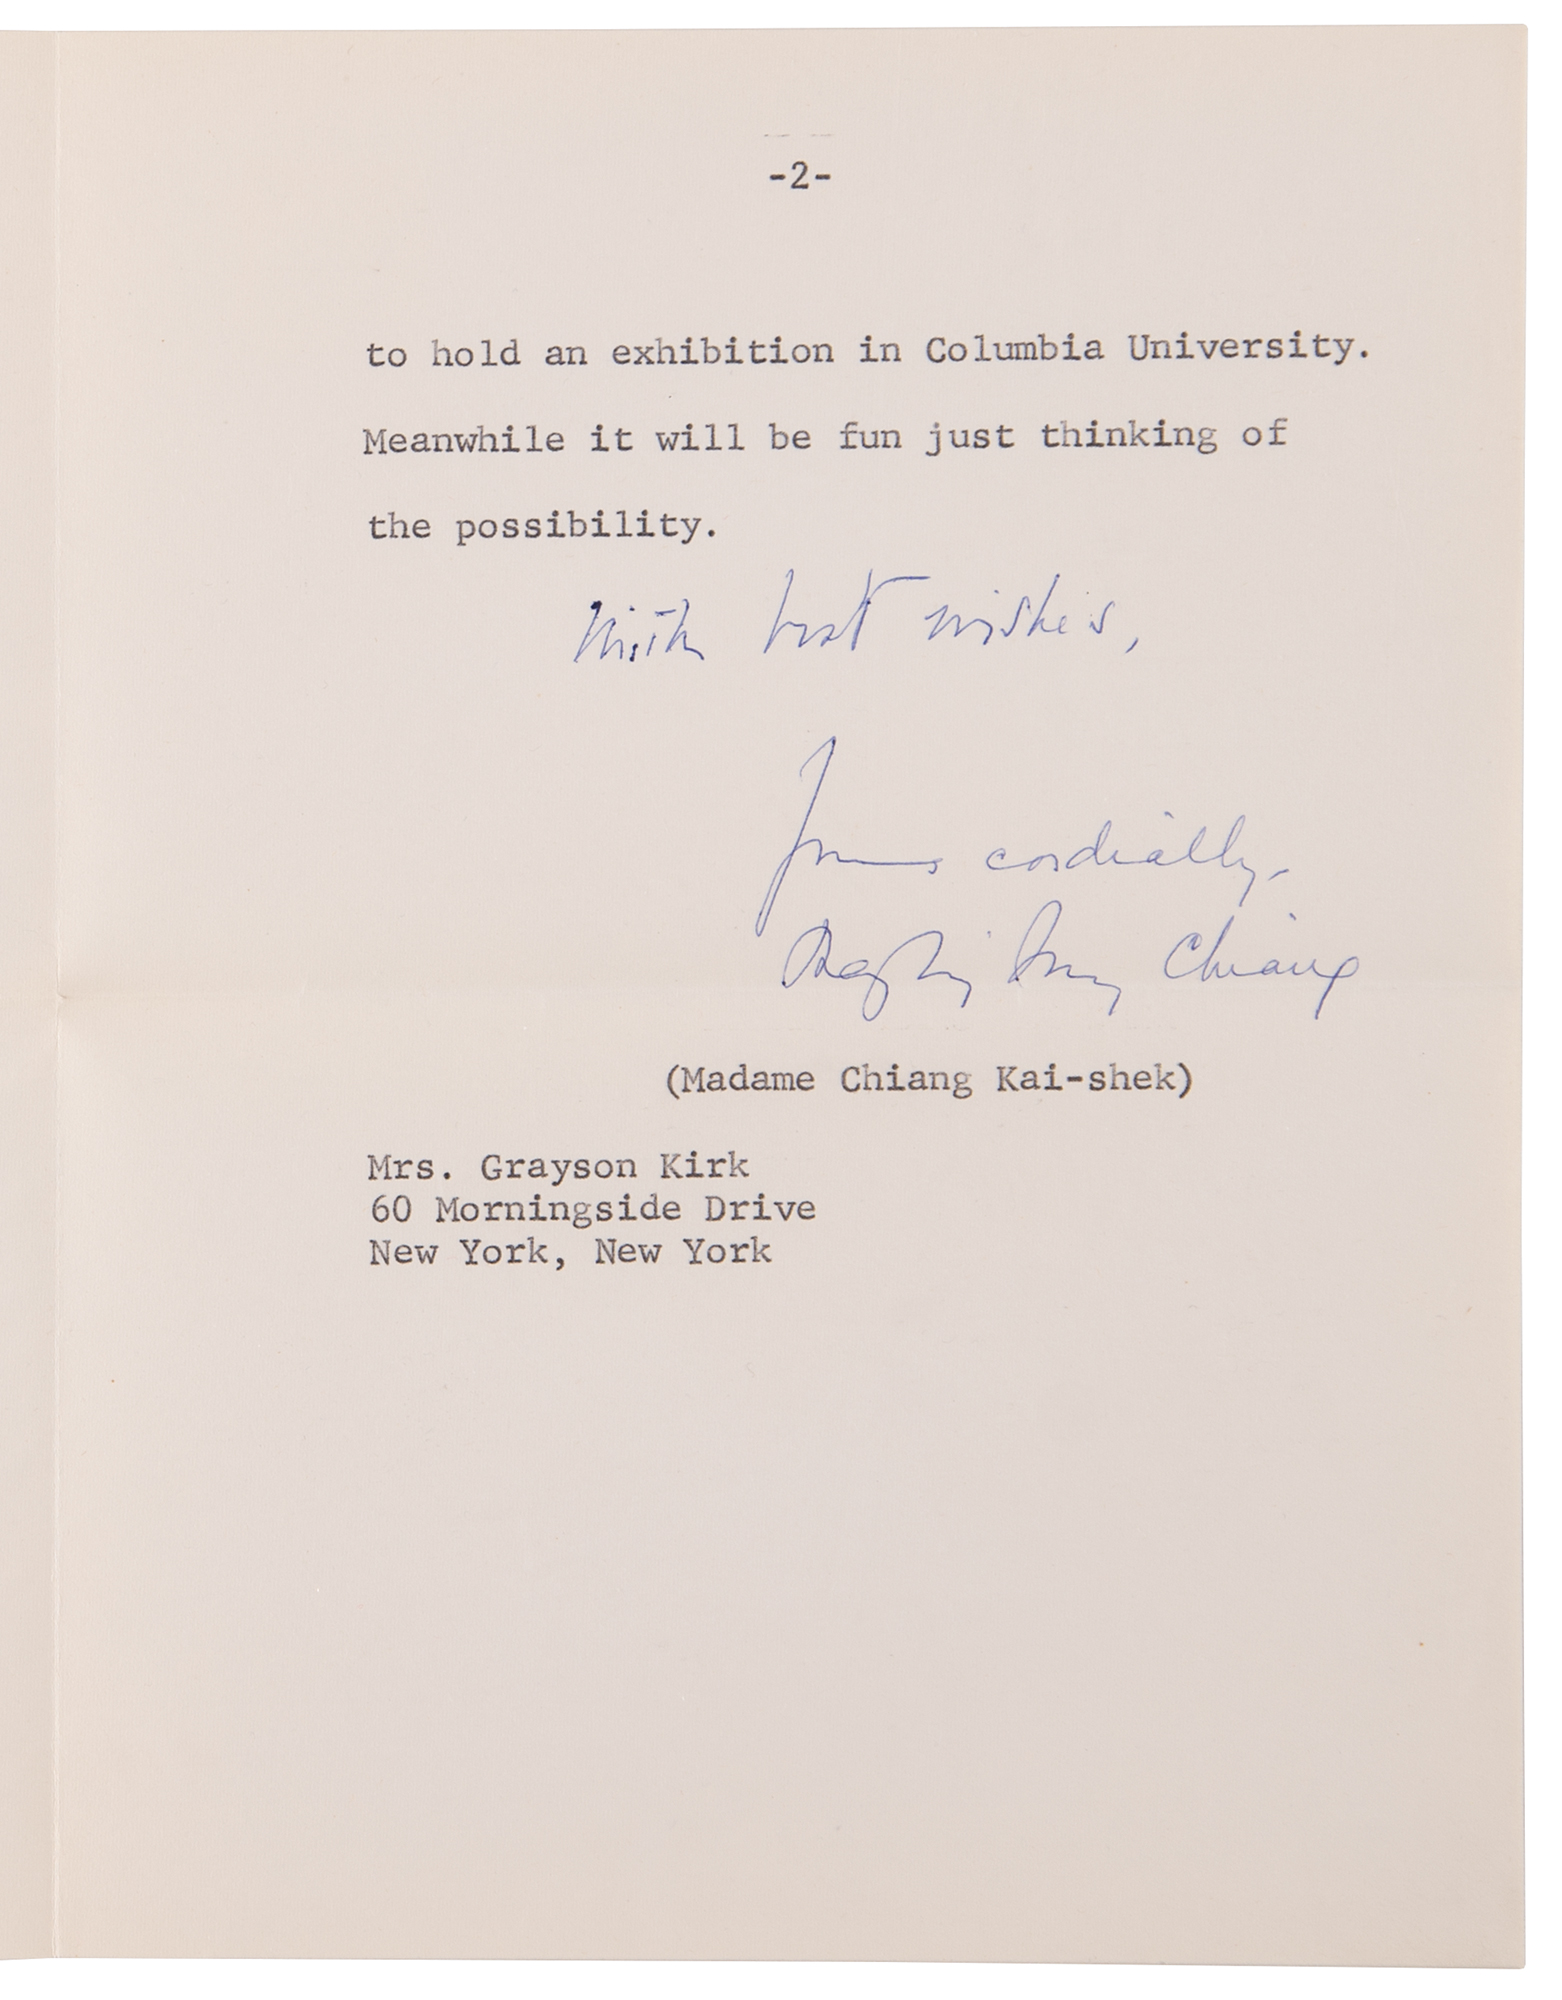 -2-
to hold an exhibition in Columbia University.
Meanwhile it will be fun just thinking of
the possibility.
With best wishes,
Yours cordially,
Mayling Soong Chiang
(Madame Chiang Kai-shek)
Mrs. Grayson Kirk
60 Morningside Drive
New York, New York